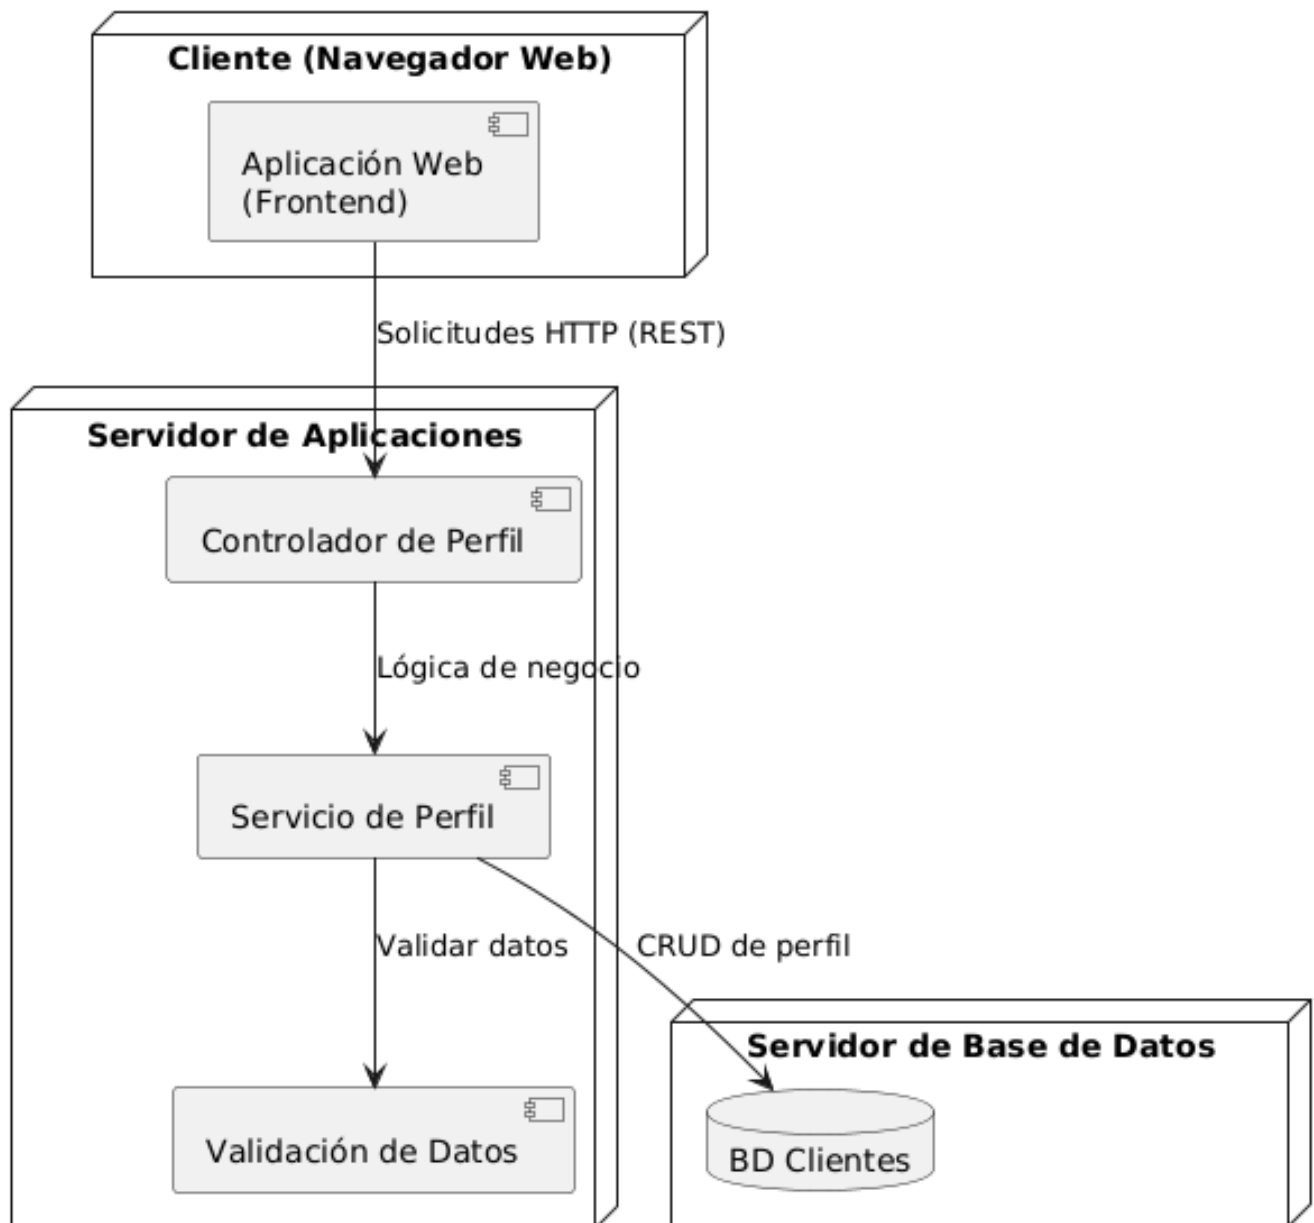 Cliente (Navegador Web)
Aplicación Web
(Frontend)
Solicitudes HTTP (REST)
Servidor de Aplicaciones
Controlador de Perfil
Lógica de negocio
Servicio de Perfil
Validar datos
CRUD de perfil
Servidor de Base de Datos
Validación de Datos
BD Clientes